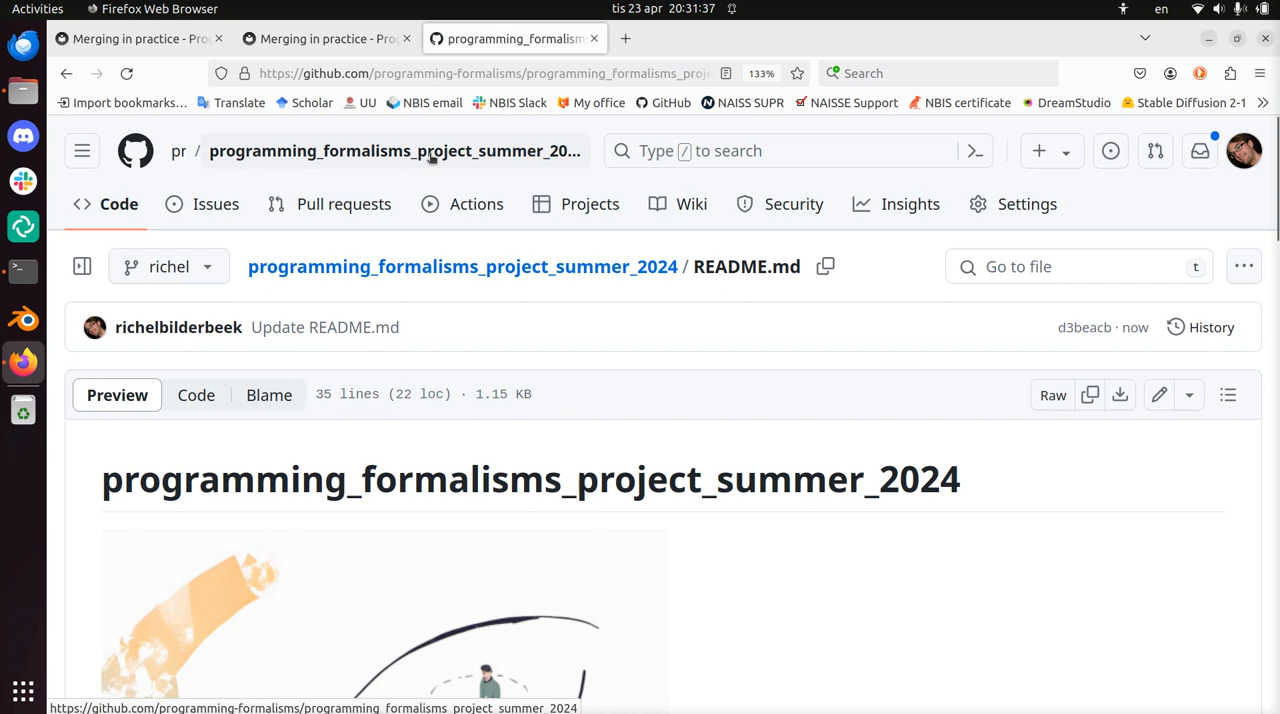 Activities Firefox Web Browser tis 23 apr 20:31:37 en
Merging in practice - Pro Merging in practice - Pro programming_formalism
https://github.com/programming-formalisms/programming_formalisms_proje 133% Search
Import bookmarks... Translate Scholar UU NBIS email NBIS Slack My office GitHub NAISS SUPR NAISSE Support NBIS certificate DreamStudio Stable Diffusion 2-1
pr / programming_formalisms_project_summer_20... Type / to search
Code Issues Pull requests Actions Projects Wiki Security Insights Settings
richel programming_formalisms_project_summer_2024 / README.md Go to file t
richelbilderbeek Update README.md d3beacb · now History
Preview Code Blame 35 lines (22 loc) · 1.15 KB Raw
programming_formalisms_project_summer_2024
https://github.com/programming-formalisms/programming_formalisms_project_summer_2024